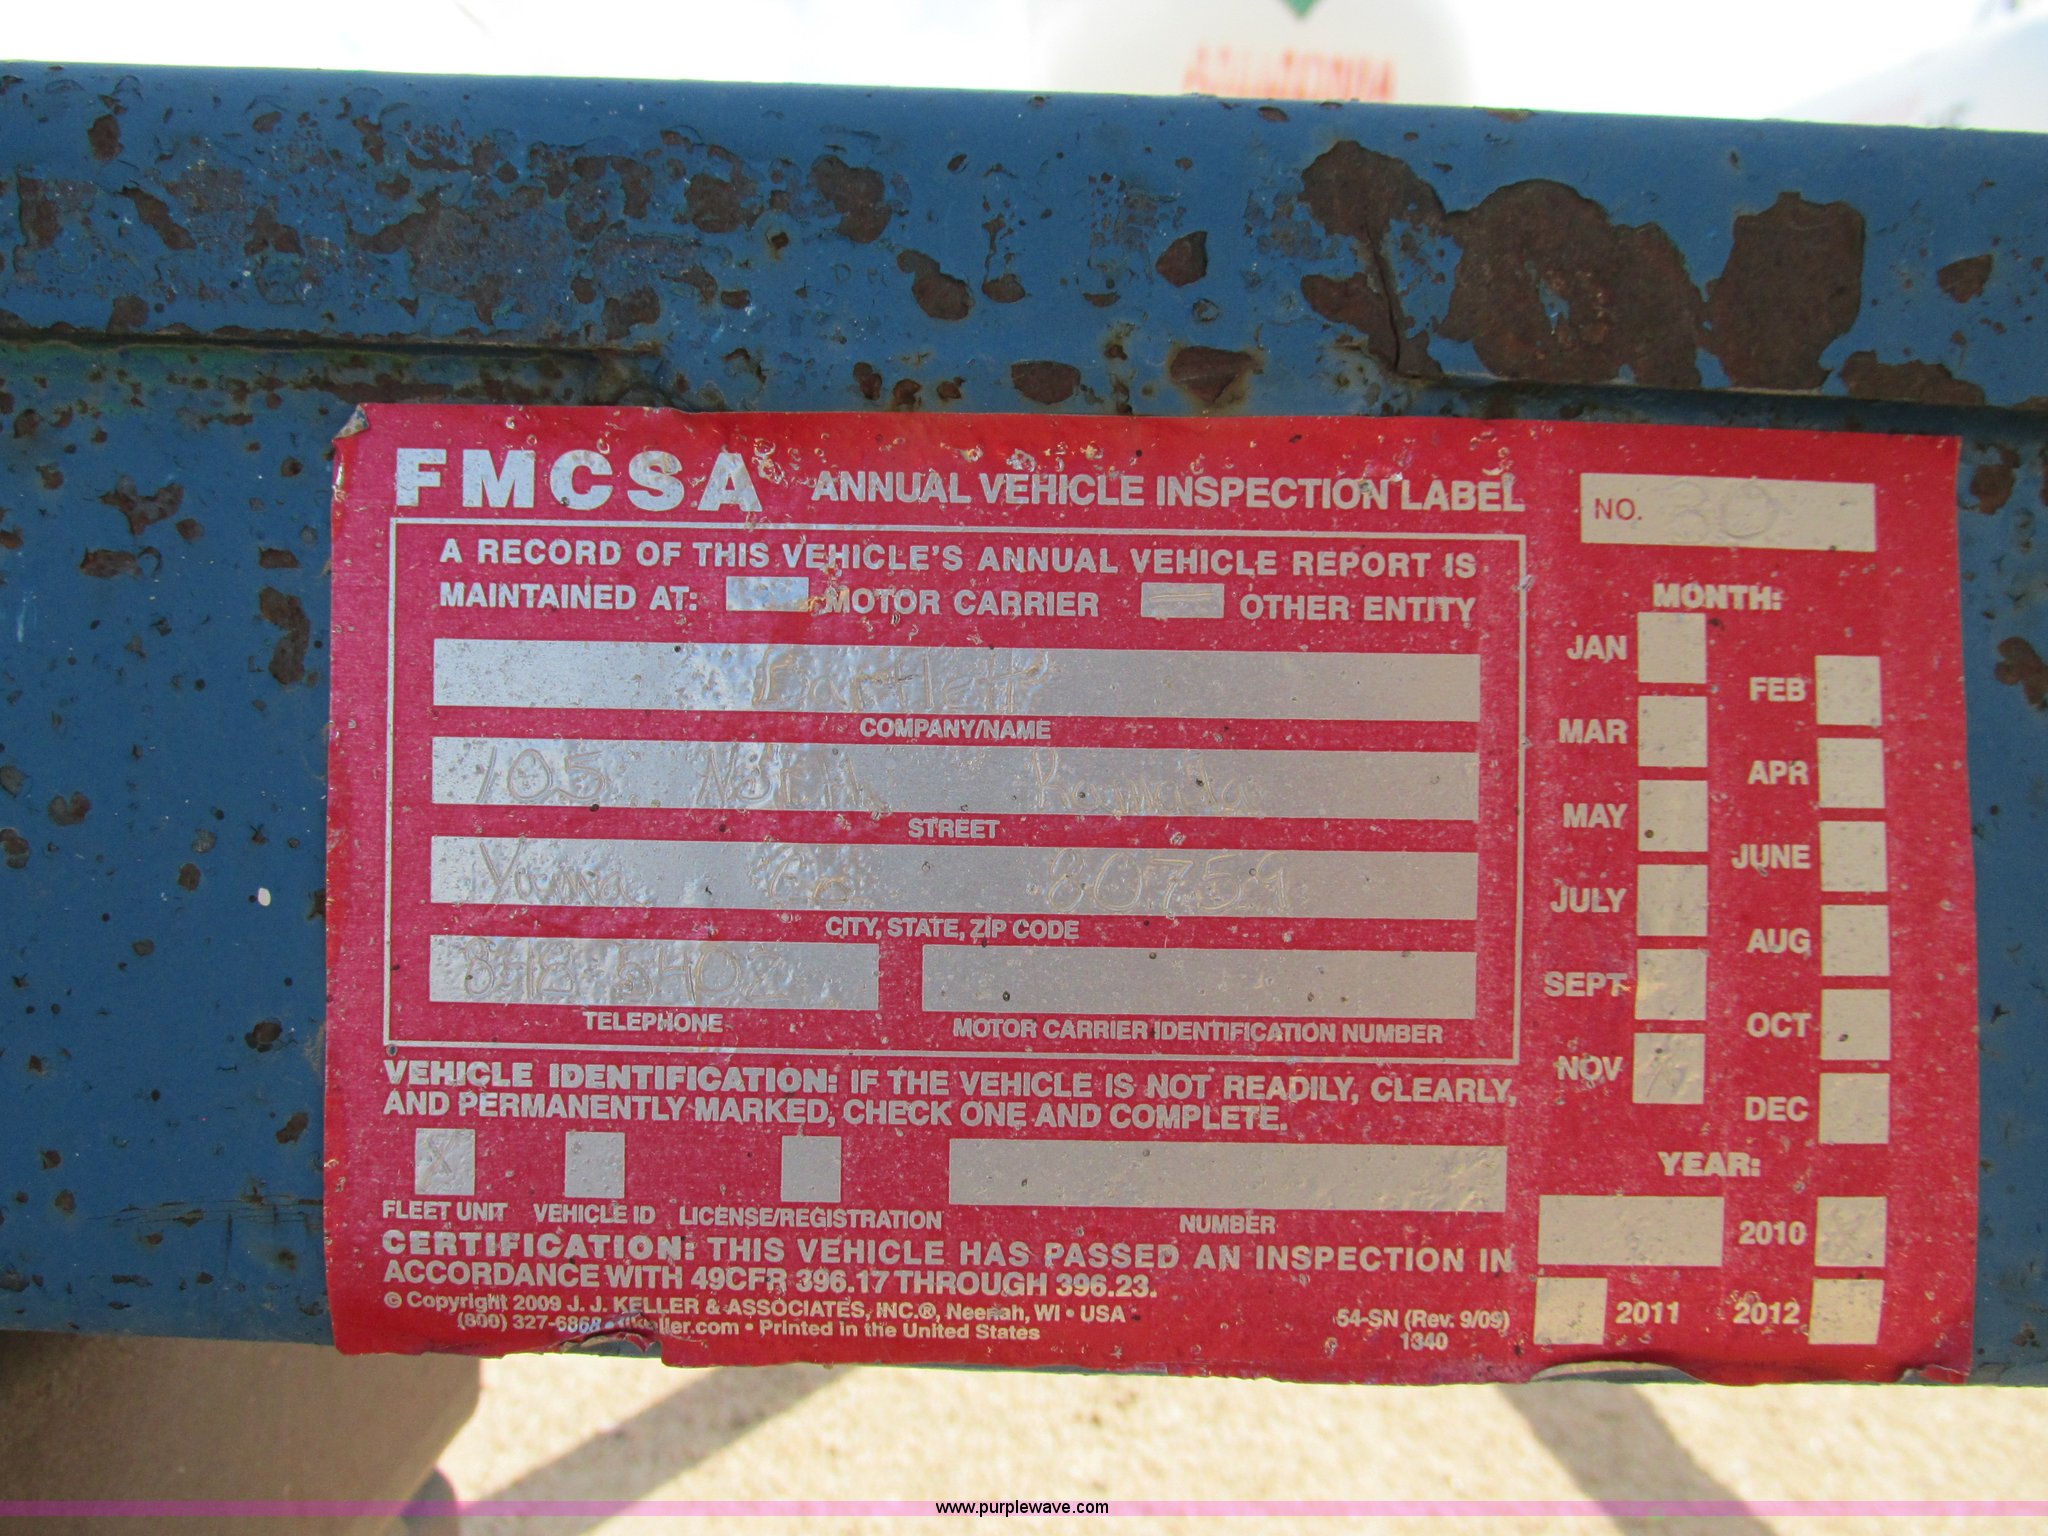 FMCSA ANNUAL VEHICLE INSPECTION LABEL
NO. 30
A RECORD OF THIS VEHICLE'S ANNUAL VEHICLE REPORT IS
MAINTAINED AT: MOTOR CARRIER OTHER ENTITY
Bartlett
COMPANY/NAME
105
STREET
Yuma Co 80759
CITY, STATE, ZIP CODE
848-5402
TELEPHONE
MOTOR CARRIER IDENTIFICATION NUMBER
VEHICLE IDENTIFICATION: IF THE VEHICLE IS NOT READILY, CLEARLY,
AND PERMANENTLY MARKED, CHECK ONE AND COMPLETE.
X
FLEET UNIT VEHICLE ID LICENSE/REGISTRATION NUMBER
CERTIFICATION: THIS VEHICLE HAS PASSED AN INSPECTION IN
ACCORDANCE WITH 49CFR 396.17 THROUGH 396.23.
© Copyright 2009 J. J. KELLER & ASSOCIATES, INC.®, Neenah, WI • USA
(800) 327-6868 • jjkeller.com • Printed in the United States
54-SN (Rev. 9/09)
1340
MONTH:
JAN
FEB
MAR
APR
MAY
JUNE
JULY
AUG
SEPT
OCT
NOV X
DEC
YEAR:
2010 X
2011 2012
www.purplewave.com